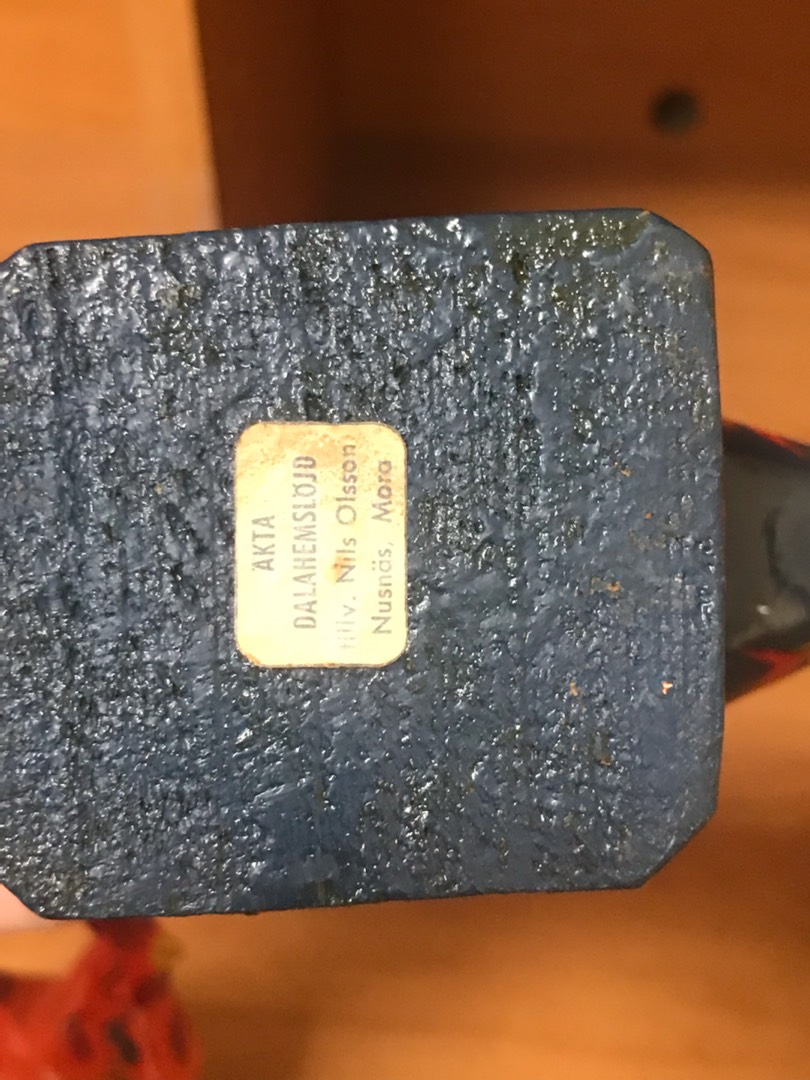 ÄKTA
DALAHEMSLÖJD
tillv. Nils Olsson
Nusnäs, Mora